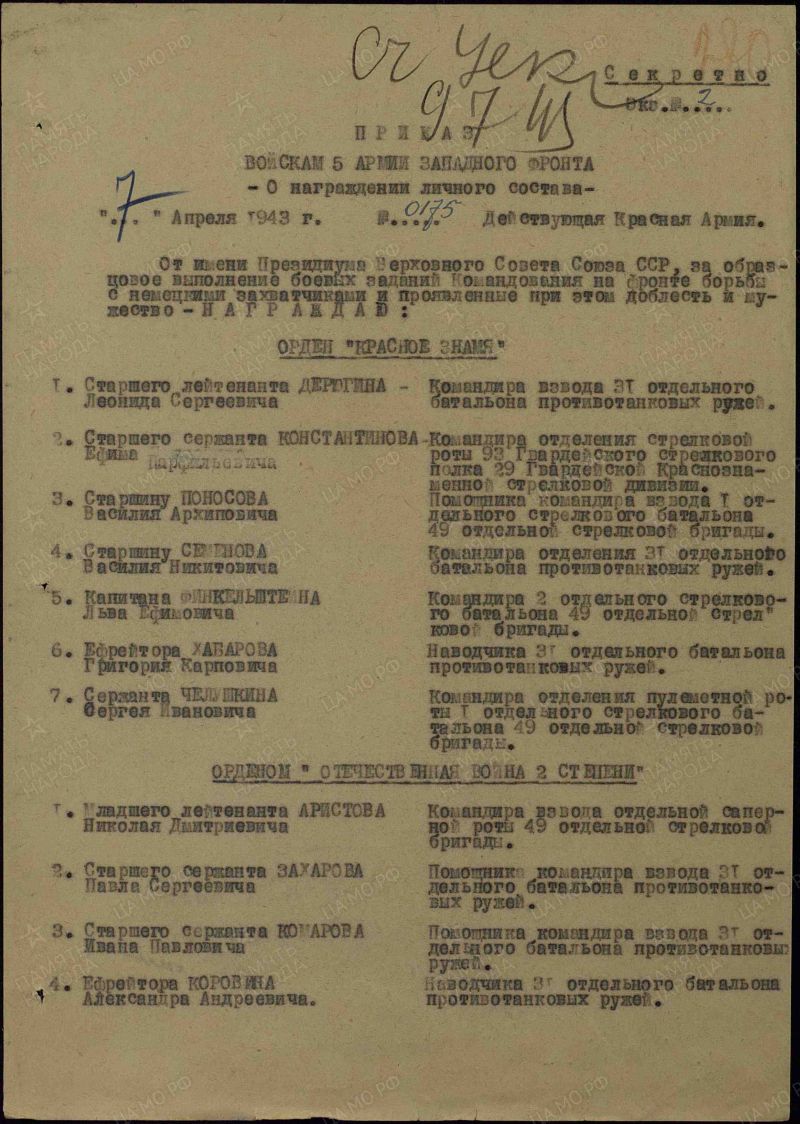 Секретно
Экз.№ 2....
9 7
ПРИКАЗ
ВОЙСКАМ 5 АРМИИ ЗАПАДНОГО ФРОНТА
- О награждении личного состава-
"7" Апреля 1943 г. №.0175 Действующая Красная Армия.
От имени Президиума Верховного Совета Союза ССР, за образ-
цовое выполнение боевых заданий Командования на фронте борьбы
с немецкими захватчиками и проявленные при этом доблесть и му-
жество - Н А Г Р А Ж Д А Ю :
ОРДЕН "КРАСНОЕ ЗНАМЯ"
1. Старшего лейтенанта ДЕРЮГИНА - Командира взвода 31 отдельного
Леонида Сергеевича батальона противотанковых ружей.
2. Старшего сержанта КОНСТАНТИНОВА- Командира отделения стрелковой
Ефима роты 93 Гвардейского стрелкового
Парфильевича полка 29 Гвардейской Краснозна-
менной стрелковой дивизии.
3. Старшину ПОНОСОВА Помощника командира взвода I от-
Василия Архиповича дельного стрелкового батальона
49 отдельной стрелковой бригады.
4. Старшину СЕМЕНОВА Командира отделения 31 отдельного
Василия Никитовича батальона противотанковых ружей.
5. Капитана ФИНКЕЛЬШТЕЙНА Командира 2 отдельного стрелково-
Льва Ефимовича го батальона 49 отдельной стрел"
ковой бригады.
6. Ефрейтора ХАБАРОВА Наводчика 31 отдельного батальона
Григория Карповича противотанковых ружей.
7. Сержанта ЧЕЛУШКИНА Командира отделения пулеметной ро-
Сергея Ивановича ты I отдельного стрелкового ба-
тальона 49 отдельной стрелковой
бригады.
ОРДЕНОМ " ОТЕЧЕСТВЕННАЯ ВОЙНА 2 СТЕПЕНИ"
1. Младшего лейтенанта АРИСТОВА Командира взвода отдельной сапер-
Николая Дмитриевича ной роты 49 отдельной стрелковой
бригады.
2. Старшего сержанта ЗАХАРОВА Помощника командира взвода 31 от-
Павла Сергеевича дельного батальона противотанко-
вых ружей.
3. Старшего сержанта КОМАРОВА Помощника командира взвода 31 от-
Ивана Павловича дельного батальона противотанковых
ружей.
4. Ефрейтора КОРОВИНА Наводчика 31 отдельного батальона
Александра Андреевича. противотанковых ружей.